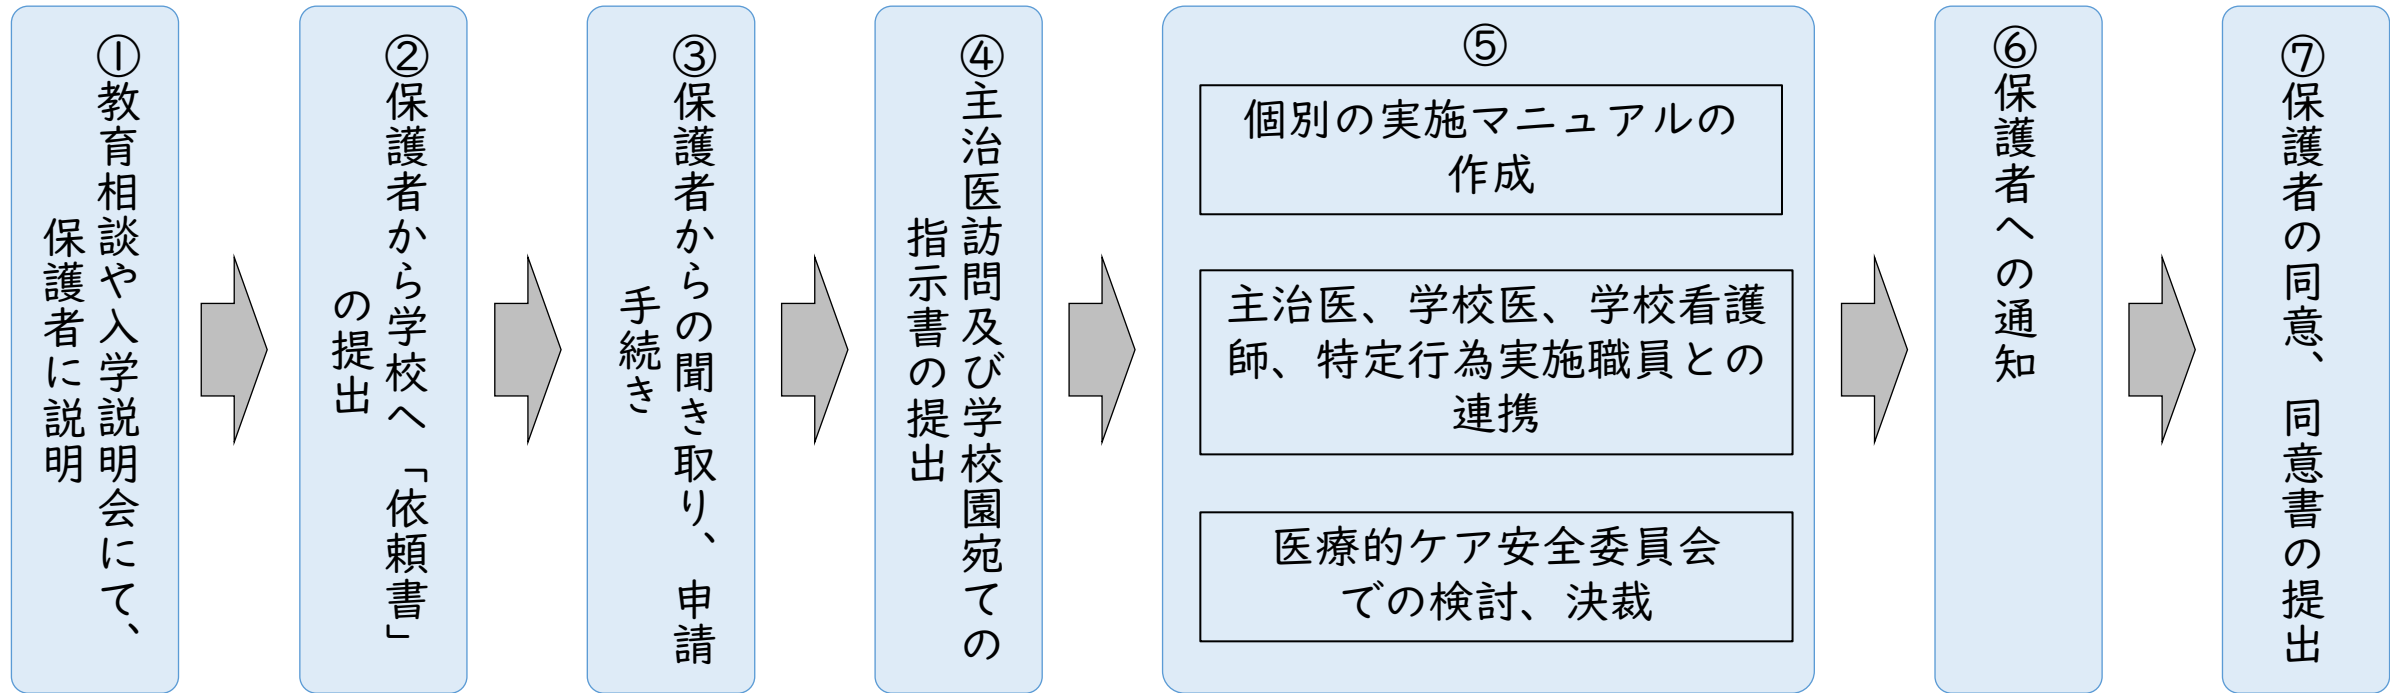 ①教育相談や入学説明会にて、
保護者に説明
②保護者から学校へ「依頼書」
の提出
③保護者からの聞き取り、申請
手続き
④主治医訪問及び学校園宛ての
指示書の提出
⑤
個別の実施マニュアルの
作成
主治医、学校医、学校看護
師、特定行為実施職員との
連携
医療的ケア安全委員会
での検討、決裁
⑥保護者への通知
⑦保護者の同意、同意書の提出